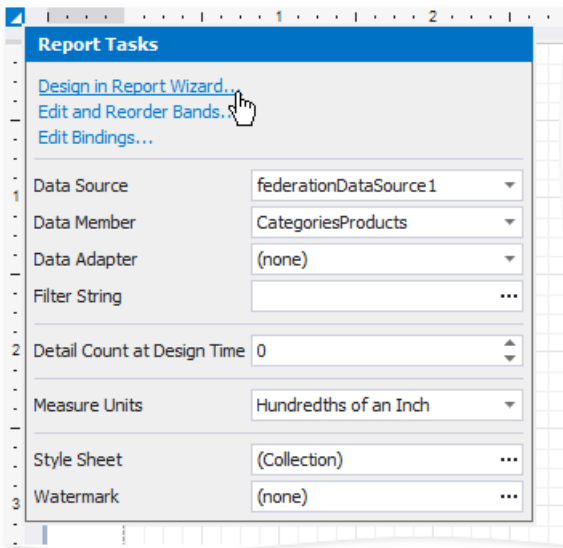 1 2
Report Tasks
Design in Report Wizard...
Edit and Reorder Bands...
Edit Bindings...
Data Source federationDataSource1
1
Data Member CategoriesProducts
Data Adapter (none)
Filter String ...
2 Detail Count at Design Time 0
Measure Units Hundredths of an Inch
Style Sheet (Collection) ...
3 Watermark (none) ...